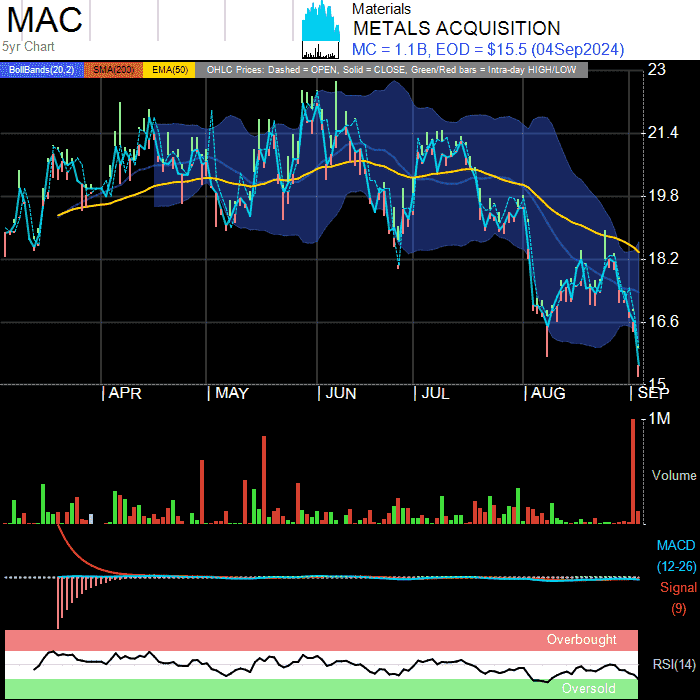 MAC
Materials
METALS ACQUISITION
5yr Chart
MC = 1.1B, EOD = $15.5 (04Sep2024)
BollBands(20,2) SMA(200) EMA(50) OHLC Prices: Dashed = OPEN, Solid = CLOSE, Green/Red bars = Intra-day HIGH/LOW
23
21.4
19.8
18.2
16.6
15
APR MAY JUN JUL AUG SEP
1M
Volume
MACD
(12-26)
Signal
(9)
Overbought
RSI(14)
Oversold